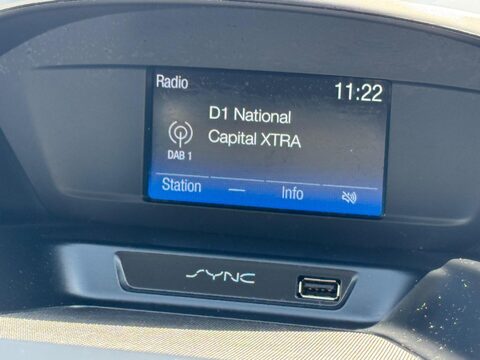 Radio
11:22
D1 National
Capital XTRA
DAB 1
Station
Info
SYNC